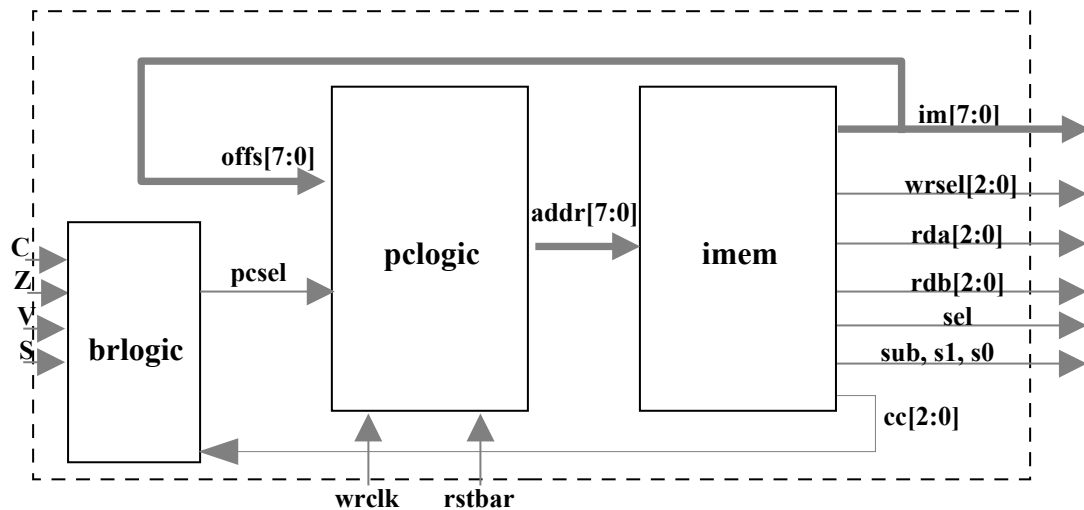 im[7:0]
offs[7:0]
wrsel[2:0]
addr[7:0]
rda[2:0]
C
pclogic
imem
Z
pcsel
rdb[2:0]
V
sel
S
brlogic
sub, s1, s0
cc[2:0]
wrclk
rstbar